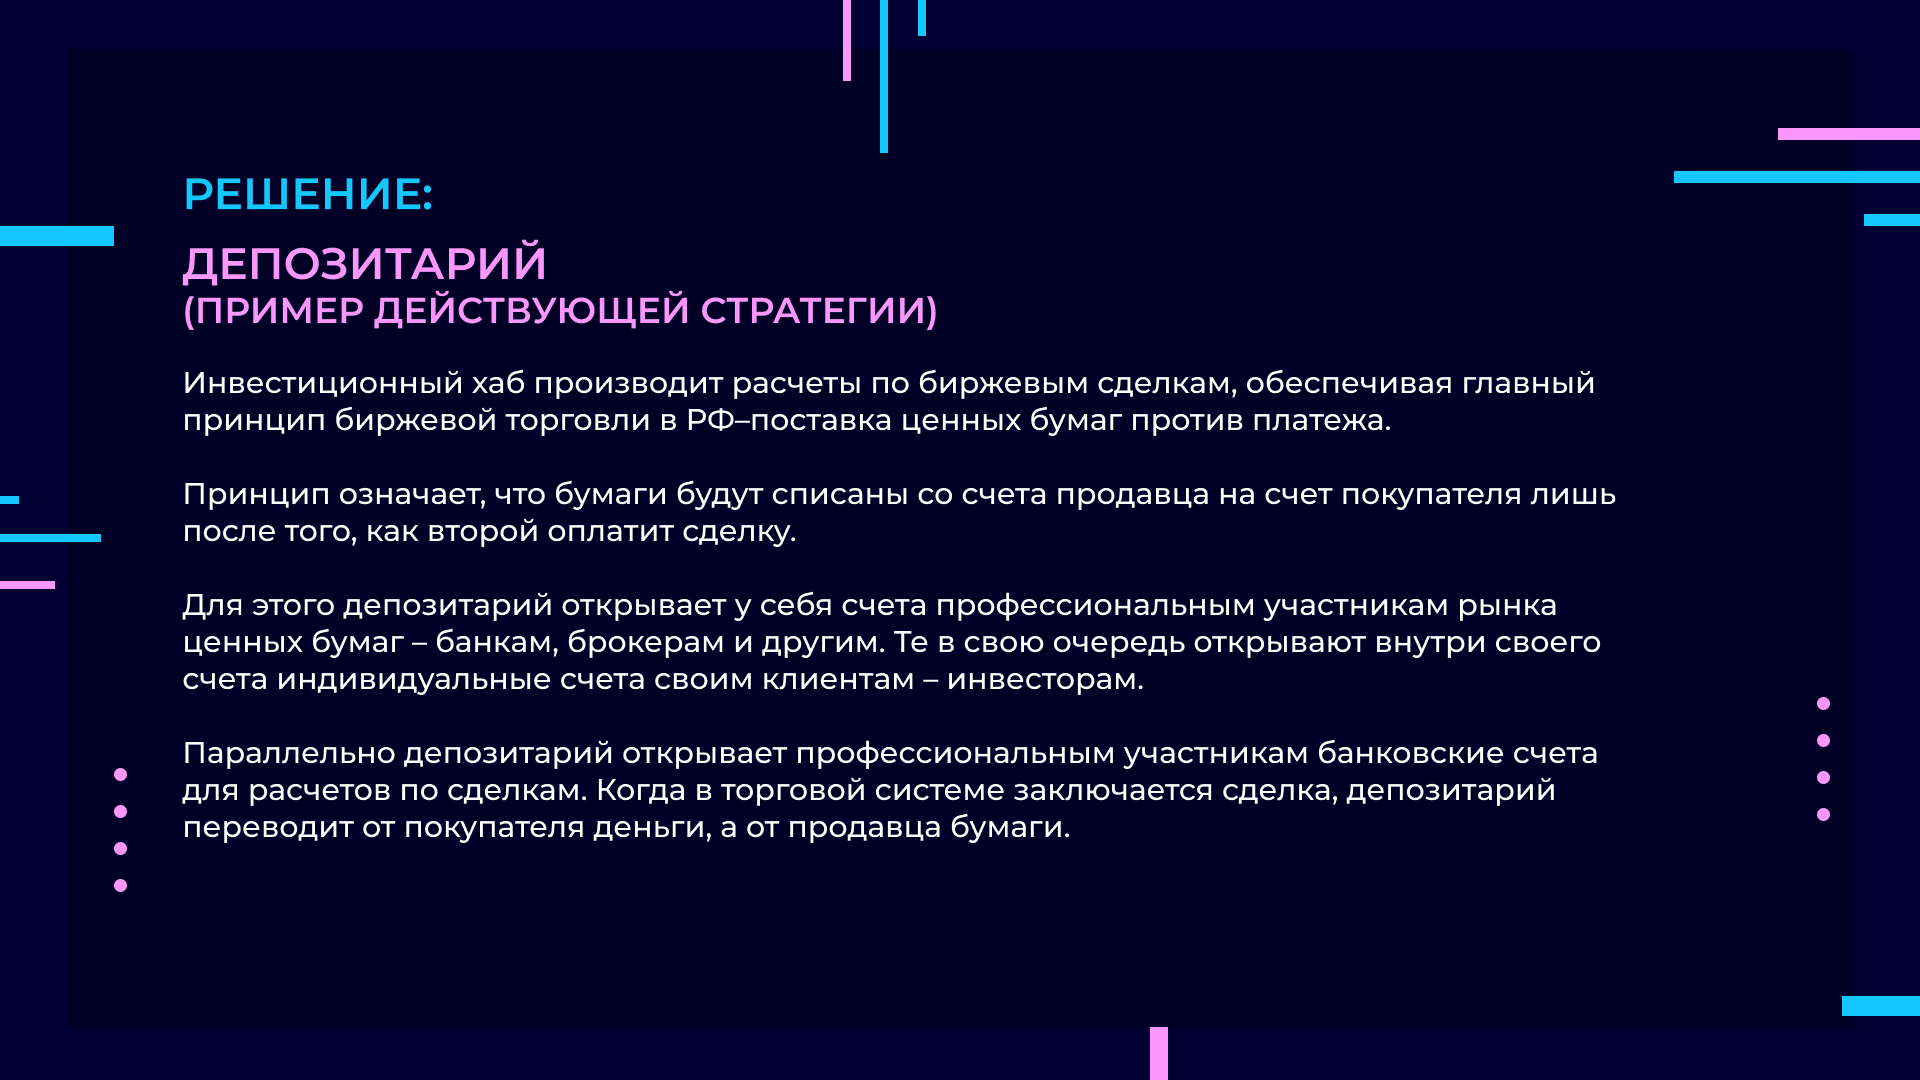 РЕШЕНИЕ:
ДЕПОЗИТАРИЙ
(ПРИМЕР ДЕЙСТВУЮЩЕЙ СТРАТЕГИИ)
Инвестиционный хаб производит расчеты по биржевым сделкам, обеспечивая главный
принцип биржевой торговли в РФ–поставка ценных бумаг против платежа.
Принцип означает, что бумаги будут списаны со счета продавца на счет покупателя лишь
после того, как второй оплатит сделку.
Для этого депозитарий открывает у себя счета профессиональным участникам рынка
ценных бумаг – банкам, брокерам и другим. Те в свою очередь открывают внутри своего
счета индивидуальные счета своим клиентам – инвесторам.
Параллельно депозитарий открывает профессиональным участникам банковские счета
для расчетов по сделкам. Когда в торговой системе заключается сделка, депозитарий
переводит от покупателя деньги, а от продавца бумаги.